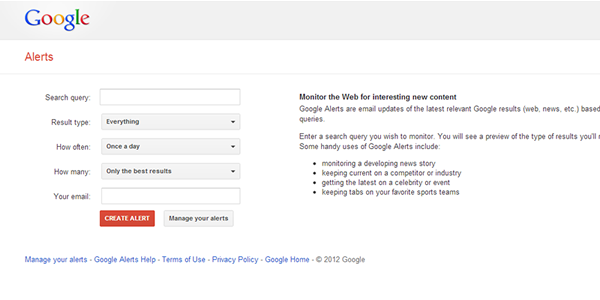 Google
Alerts
Search query:
Result type: Everything
How often: Once a day
How many: Only the best results
Your email:
CREATE ALERT Manage your alerts
Monitor the Web for interesting new content
Google Alerts are email updates of the latest relevant Google results (web, news, etc.) based
queries.
Enter a search query you wish to monitor. You will see a preview of the type of results you'll
Some handy uses of Google Alerts include:
• monitoring a developing news story
• keeping current on a competitor or industry
• getting the latest on a celebrity or event
• keeping tabs on your favorite sports teams
Manage your alerts - Google Alerts Help - Terms of Use - Privacy Policy - Google Home - © 2012 Google